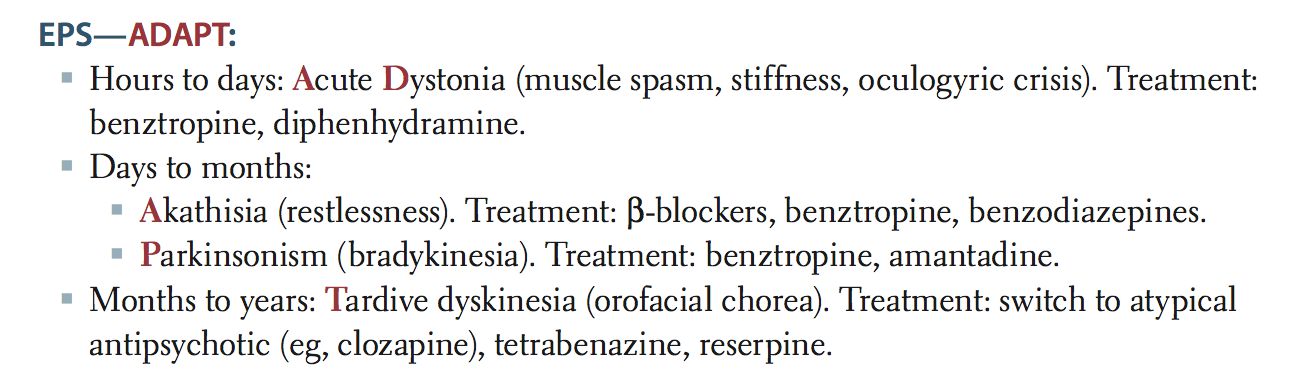 EPS—ADAPT:
▪ Hours to days: Acute Dystonia (muscle spasm, stiffness, oculogyric crisis). Treatment:
benztropine, diphenhydramine.
▪ Days to months:
▪ Akathisia (restlessness). Treatment: β-blockers, benztropine, benzodiazepines.
▪ Parkinsonism (bradykinesia). Treatment: benztropine, amantadine.
▪ Months to years: Tardive dyskinesia (orofacial chorea). Treatment: switch to atypical
antipsychotic (eg, clozapine), tetrabenazine, reserpine.